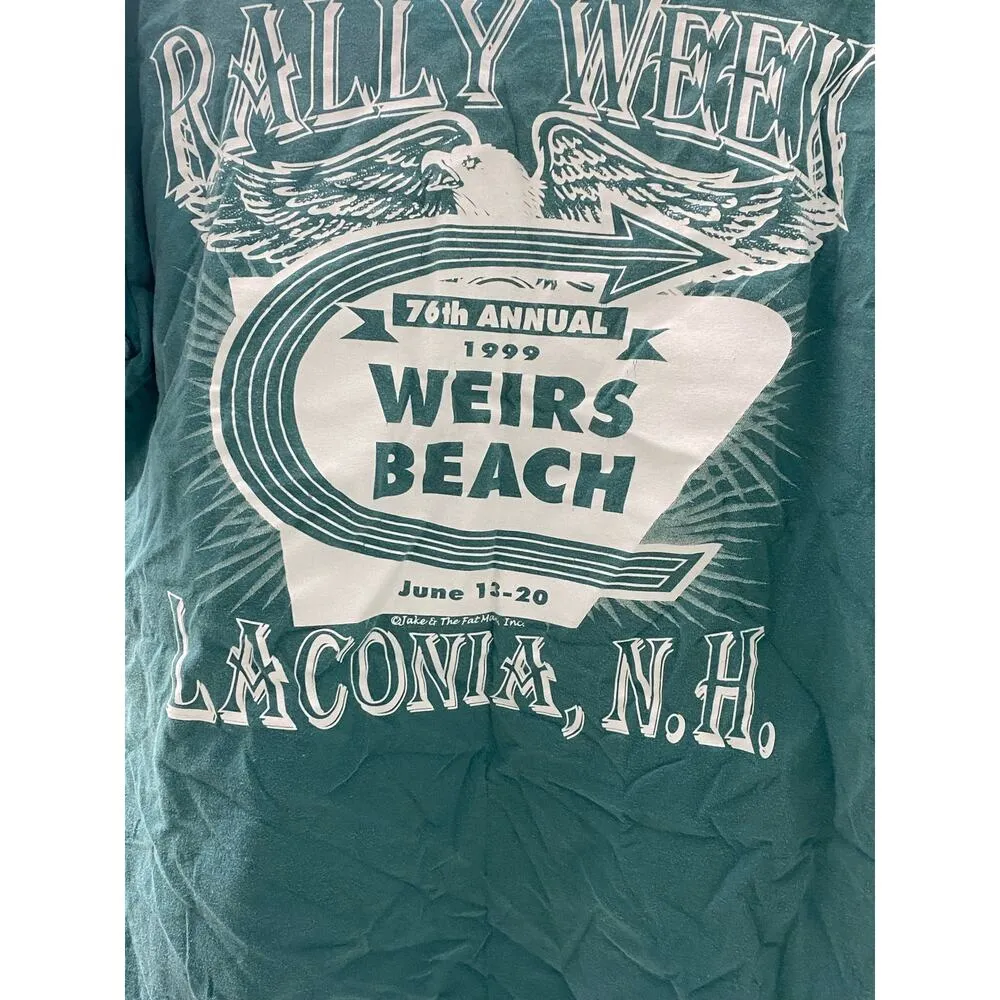 RALLY WEEK
76th ANNUAL
1999
WEIRS
BEACH
June 13-20
©Jake & The Fat Man, Inc.
LACONIA, N.H.